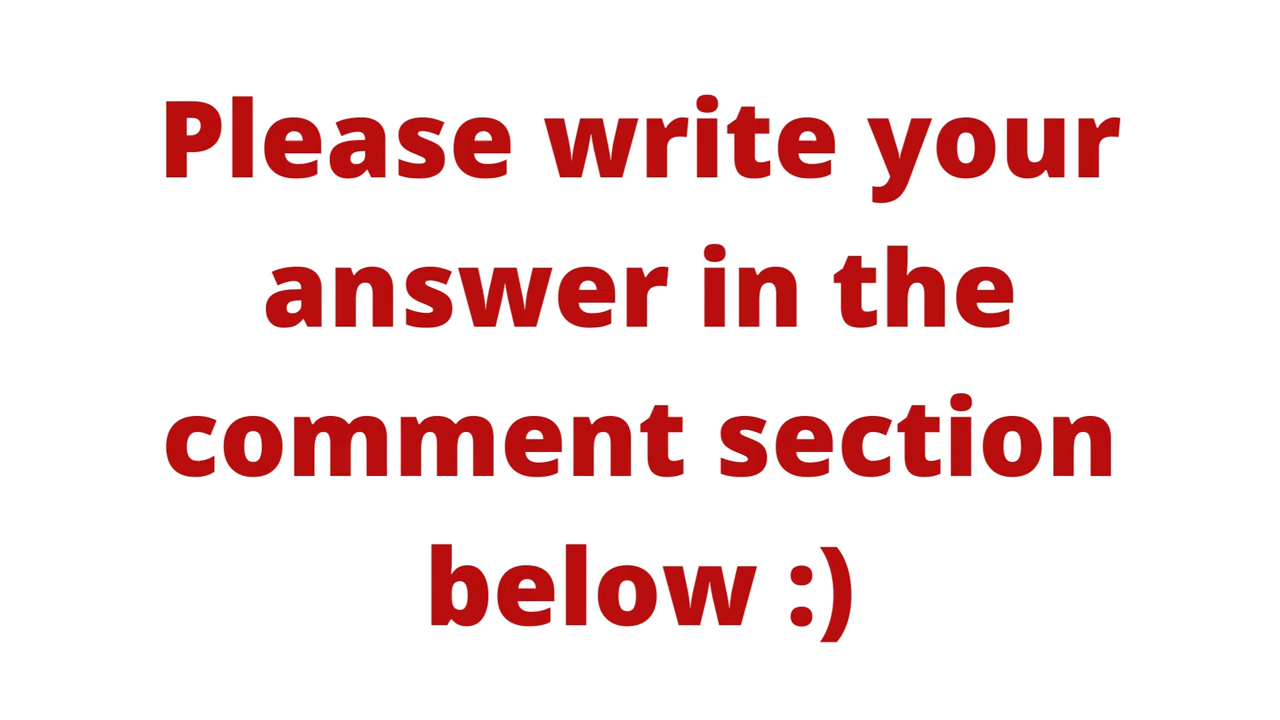 Please write your
answer in the
comment section
below :)